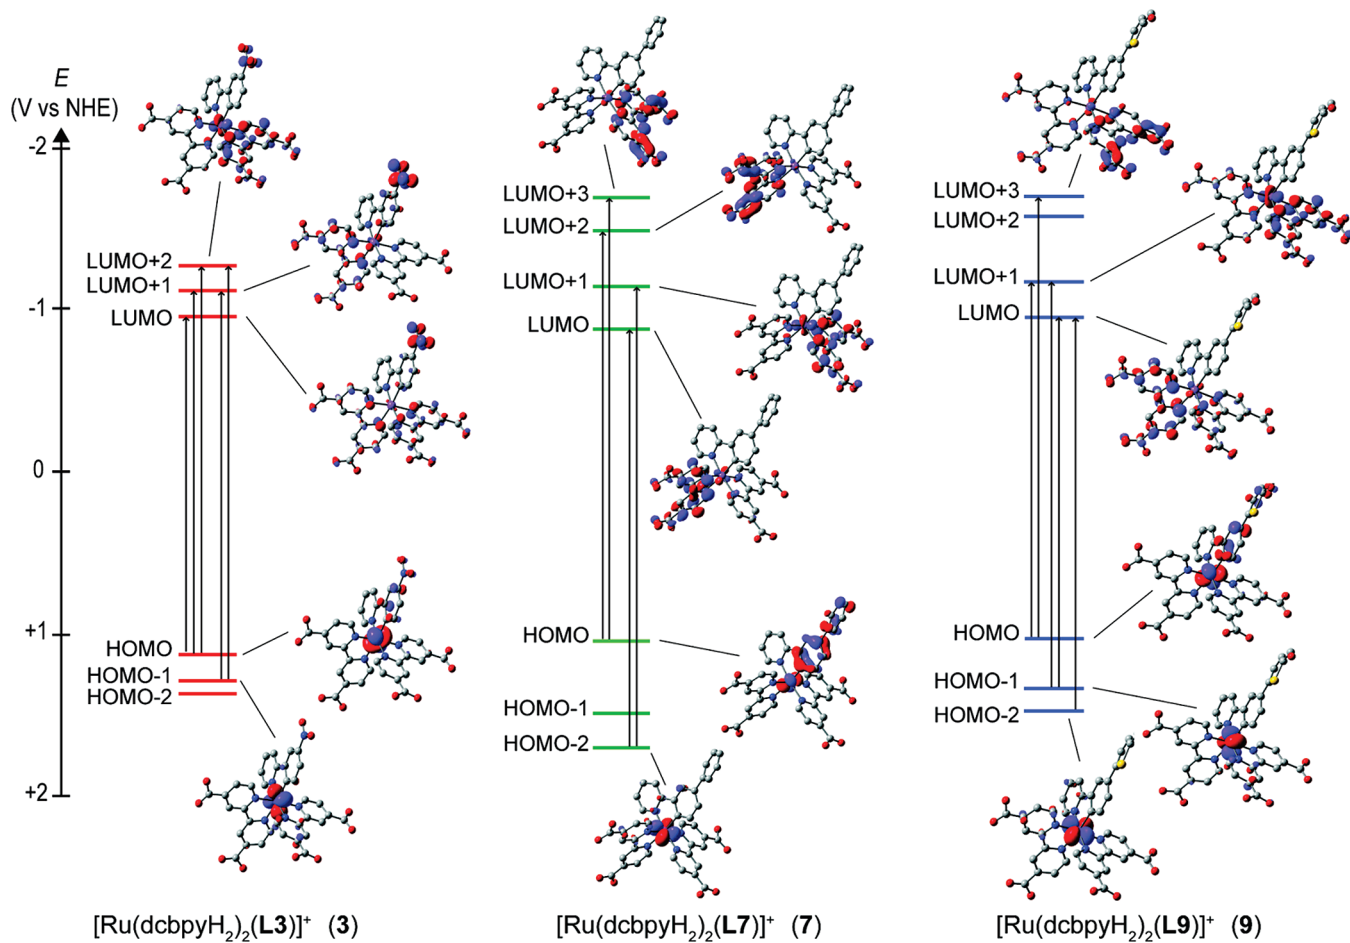 E
(V vs NHE)
-2
-1
0
+1
+2
LUMO+2
LUMO+1
LUMO
HOMO
HOMO-1
HOMO-2
[Ru(dcbpyH₂)₂(L3)]⁺ (3)
LUMO+3
LUMO+2
LUMO+1
LUMO
HOMO
HOMO-1
HOMO-2
[Ru(dcbpyH₂)₂(L7)]⁺ (7)
LUMO+3
LUMO+2
LUMO+1
LUMO
HOMO
HOMO-1
HOMO-2
[Ru(dcbpyH₂)₂(L9)]⁺ (9)